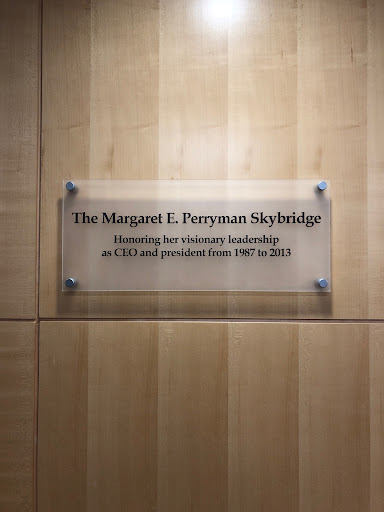 The Margaret E. Perryman Skybridge
Honoring her visionary leadership
as CEO and president from 1987 to 2013